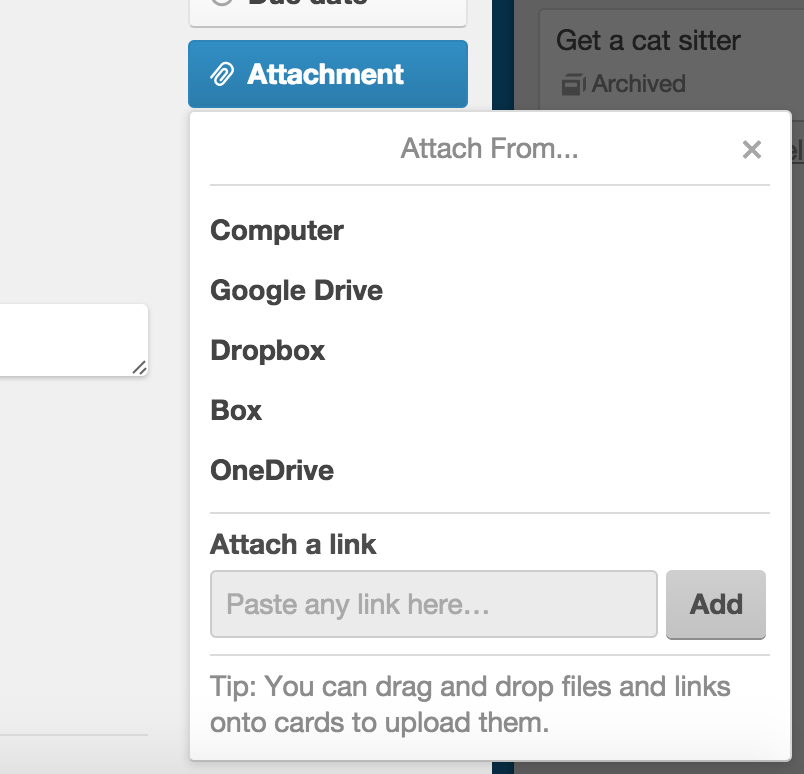 Due date
Attachment
Get a cat sitter
Archived
Attach From...
Computer
Google Drive
Dropbox
Box
OneDrive
Attach a link
Paste any link here…
Add
Tip: You can drag and drop files and links
onto cards to upload them.